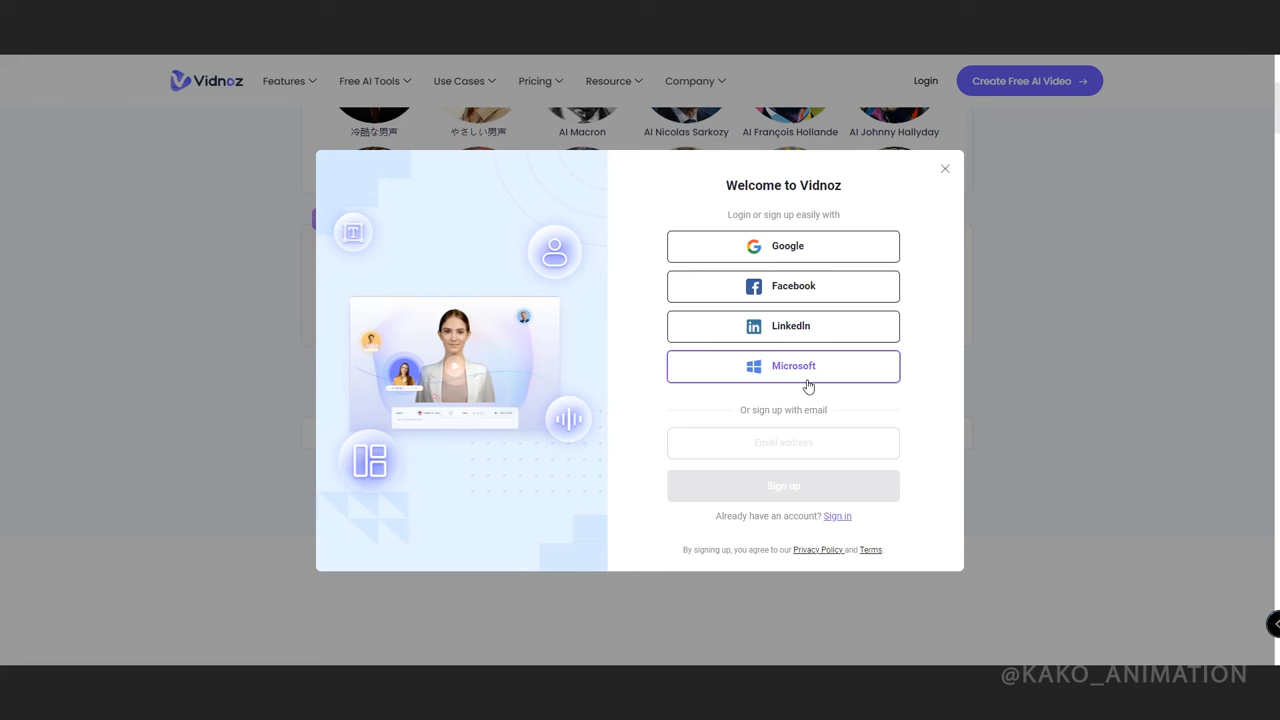 Vidnoz
Features
Free AI Tools
Use Cases
Pricing
Resource
Company
Login
Create Free AI Video
冷酷な男声
やさしい男声
AI Macron
AI Nicolas Sarkozy
AI François Hollande
AI Johnny Hallyday
Welcome to Vidnoz
Login or sign up easily with
Google
Facebook
LinkedIn
Microsoft
Or sign up with email
Email address
Sign up
Already have an account? Sign in
By signing up, you agree to our Privacy Policy and Terms.
@KAKO_ANIMATION